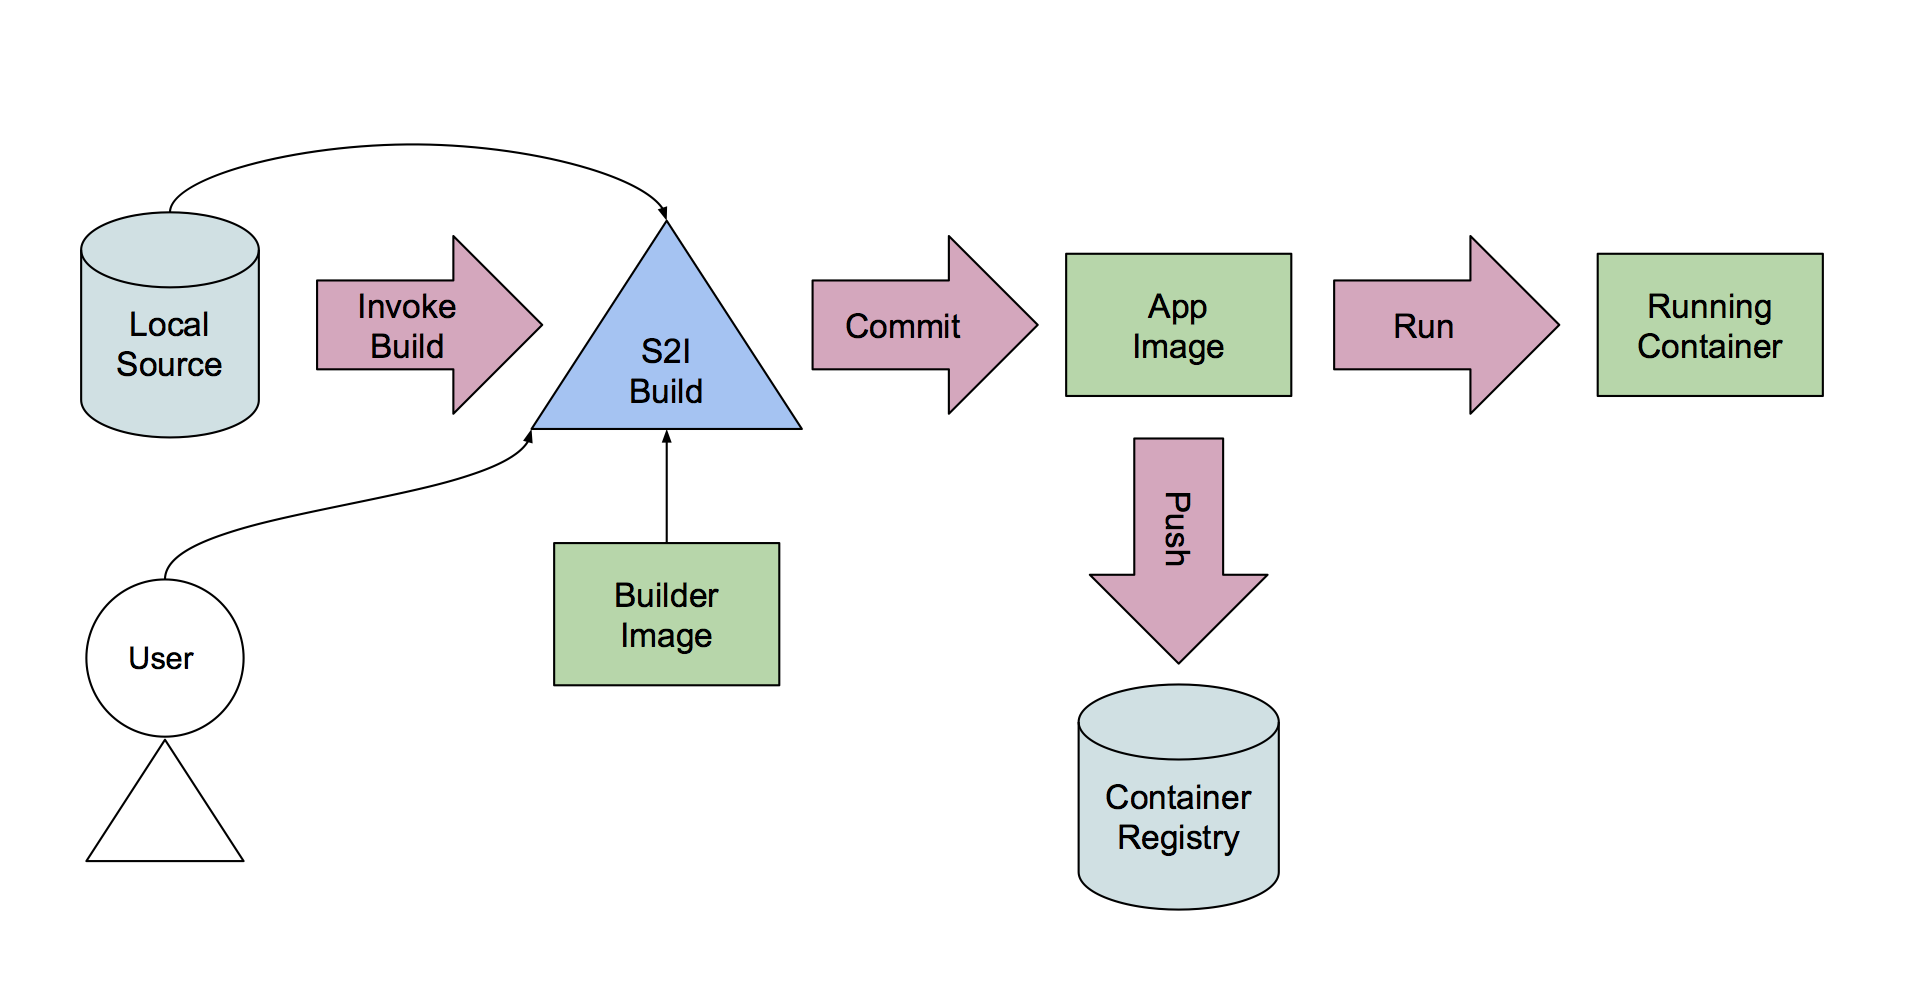 Local
Source
Invoke
Build
S2I
Build
Commit
App
Image
Run
Running
Container
Push
User
Builder
Image
Container
Registry